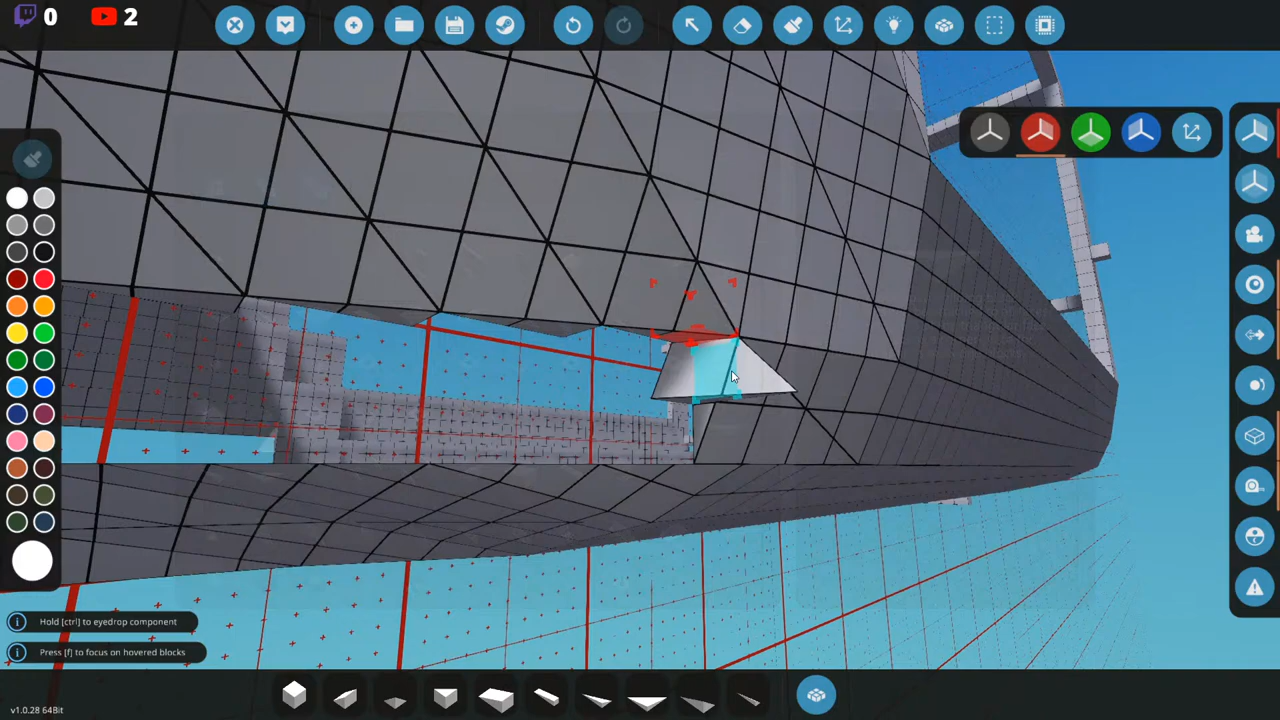 0
2
Hold [ctrl] to eyedrop component
Press [f] to focus on hovered blocks
v1.0.28 64Bit